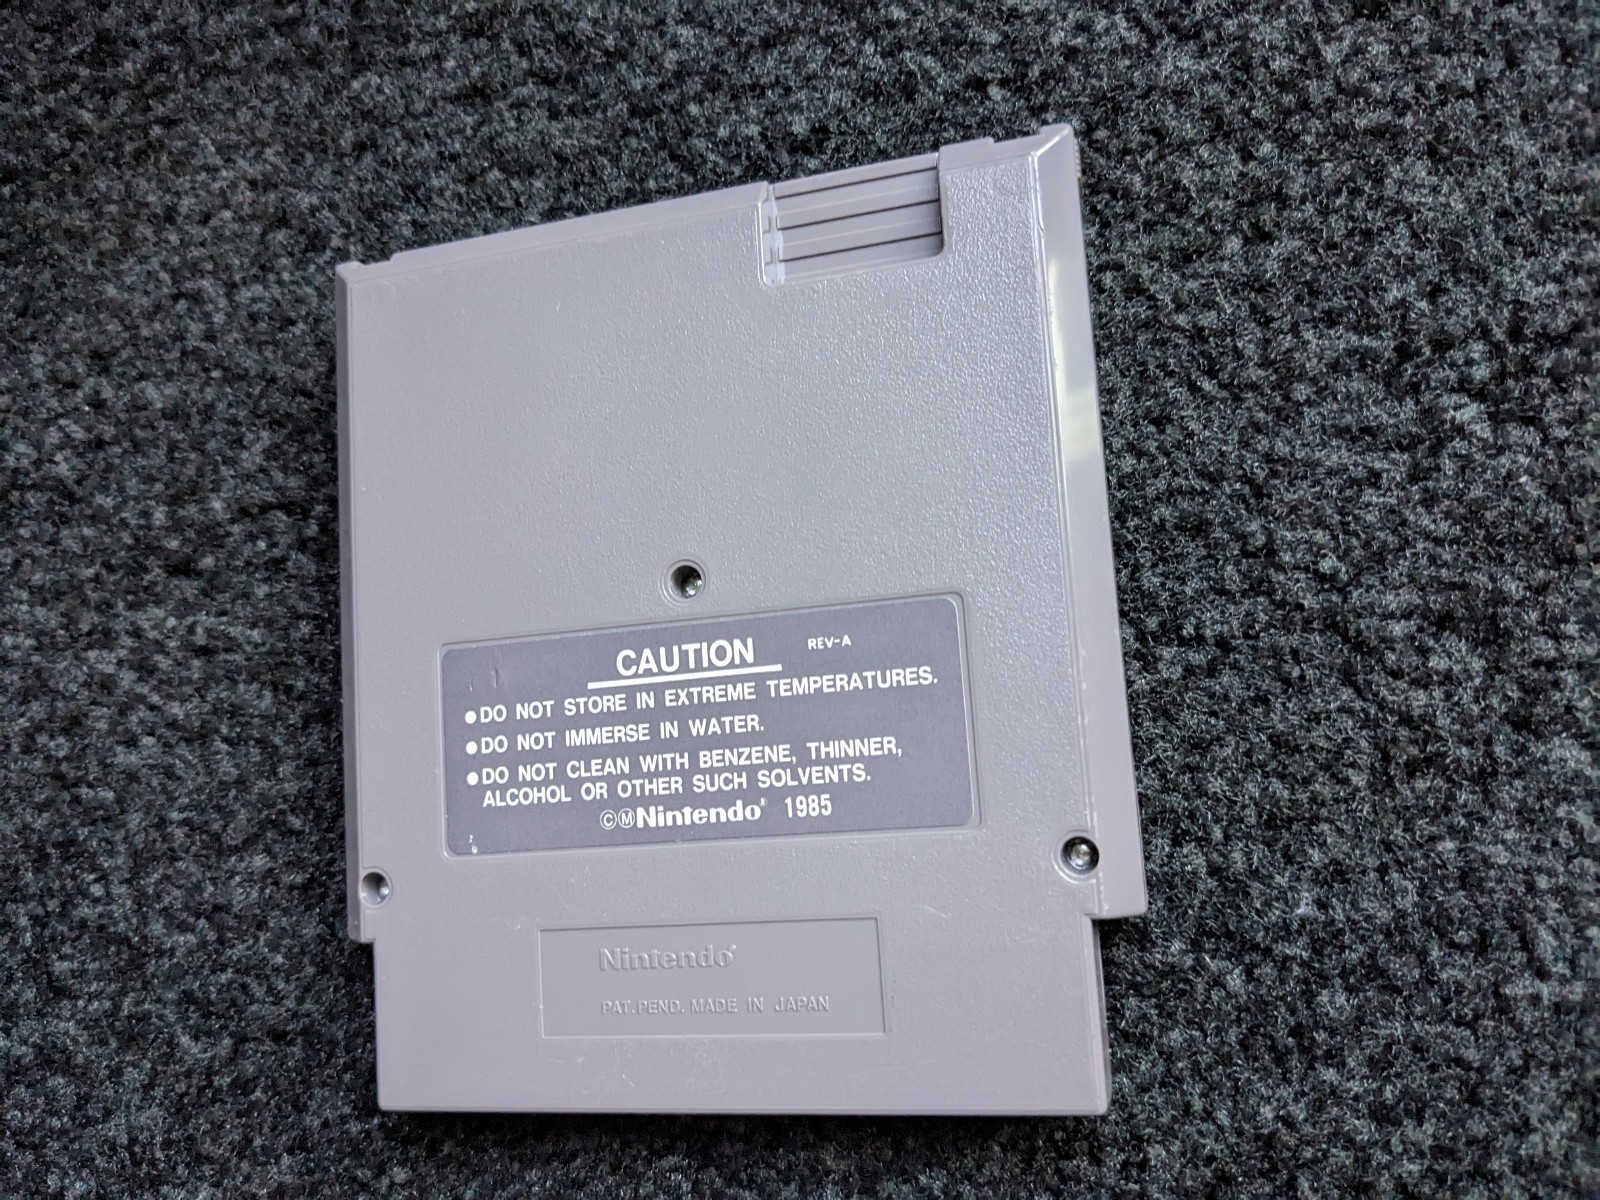 CAUTION REV-A
●DO NOT STORE IN EXTREME TEMPERATURES.
●DO NOT IMMERSE IN WATER.
●DO NOT CLEAN WITH BENZENE, THINNER,
ALCOHOL OR OTHER SUCH SOLVENTS.
©ⓂNintendo® 1985
Nintendo®
PAT. PEND. MADE IN JAPAN